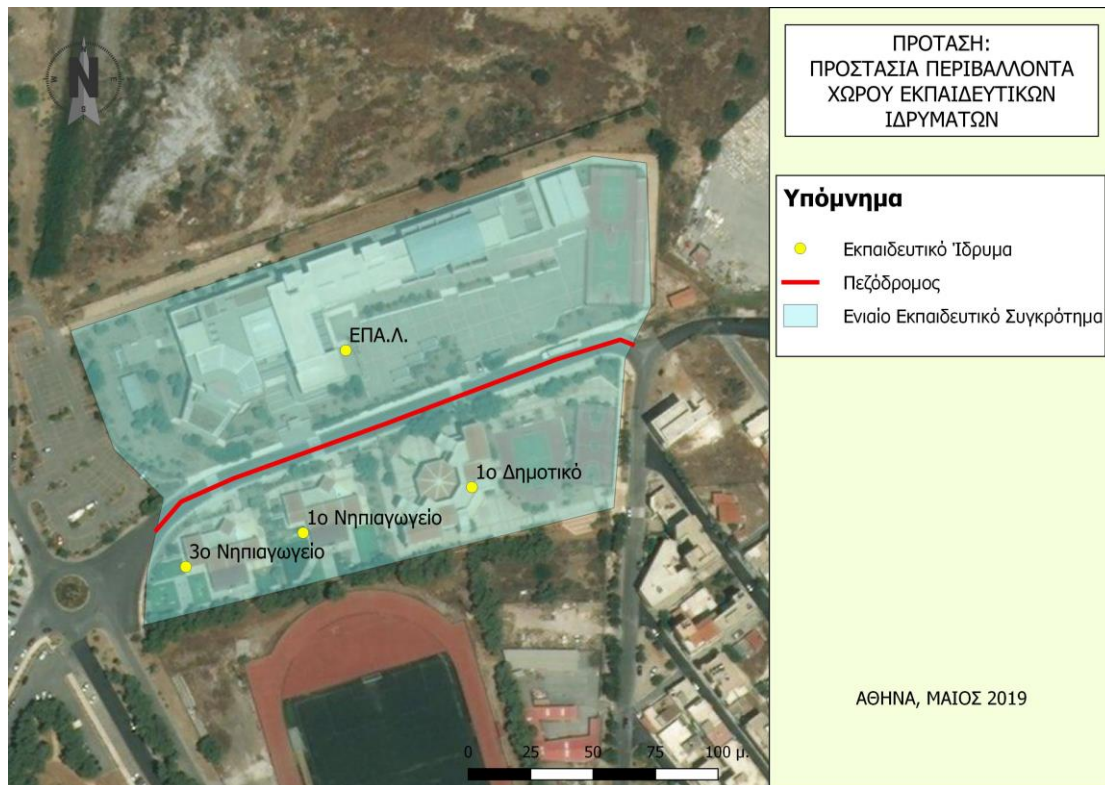 ΠΡΟΤΑΣΗ:
ΠΡΟΣΤΑΣΙΑ ΠΕΡΙΒΑΛΛΟΝΤΑ
ΧΩΡΟΥ ΕΚΠΑΙΔΕΥΤΙΚΩΝ
ΙΔΡΥΜΑΤΩΝ
Υπόμνημα
Εκπαιδευτικό Ίδρυμα
Πεζόδρομος
Ενιαίο Εκπαιδευτικό Συγκρότημα
N
ΕΠΑ.Λ.
1ο Δημοτικό
1ο Νηπιαγωγείο
3ο Νηπιαγωγείο
ΑΘΗΝΑ, ΜΑΙΟΣ 2019
0 25 50 75 100 μ.